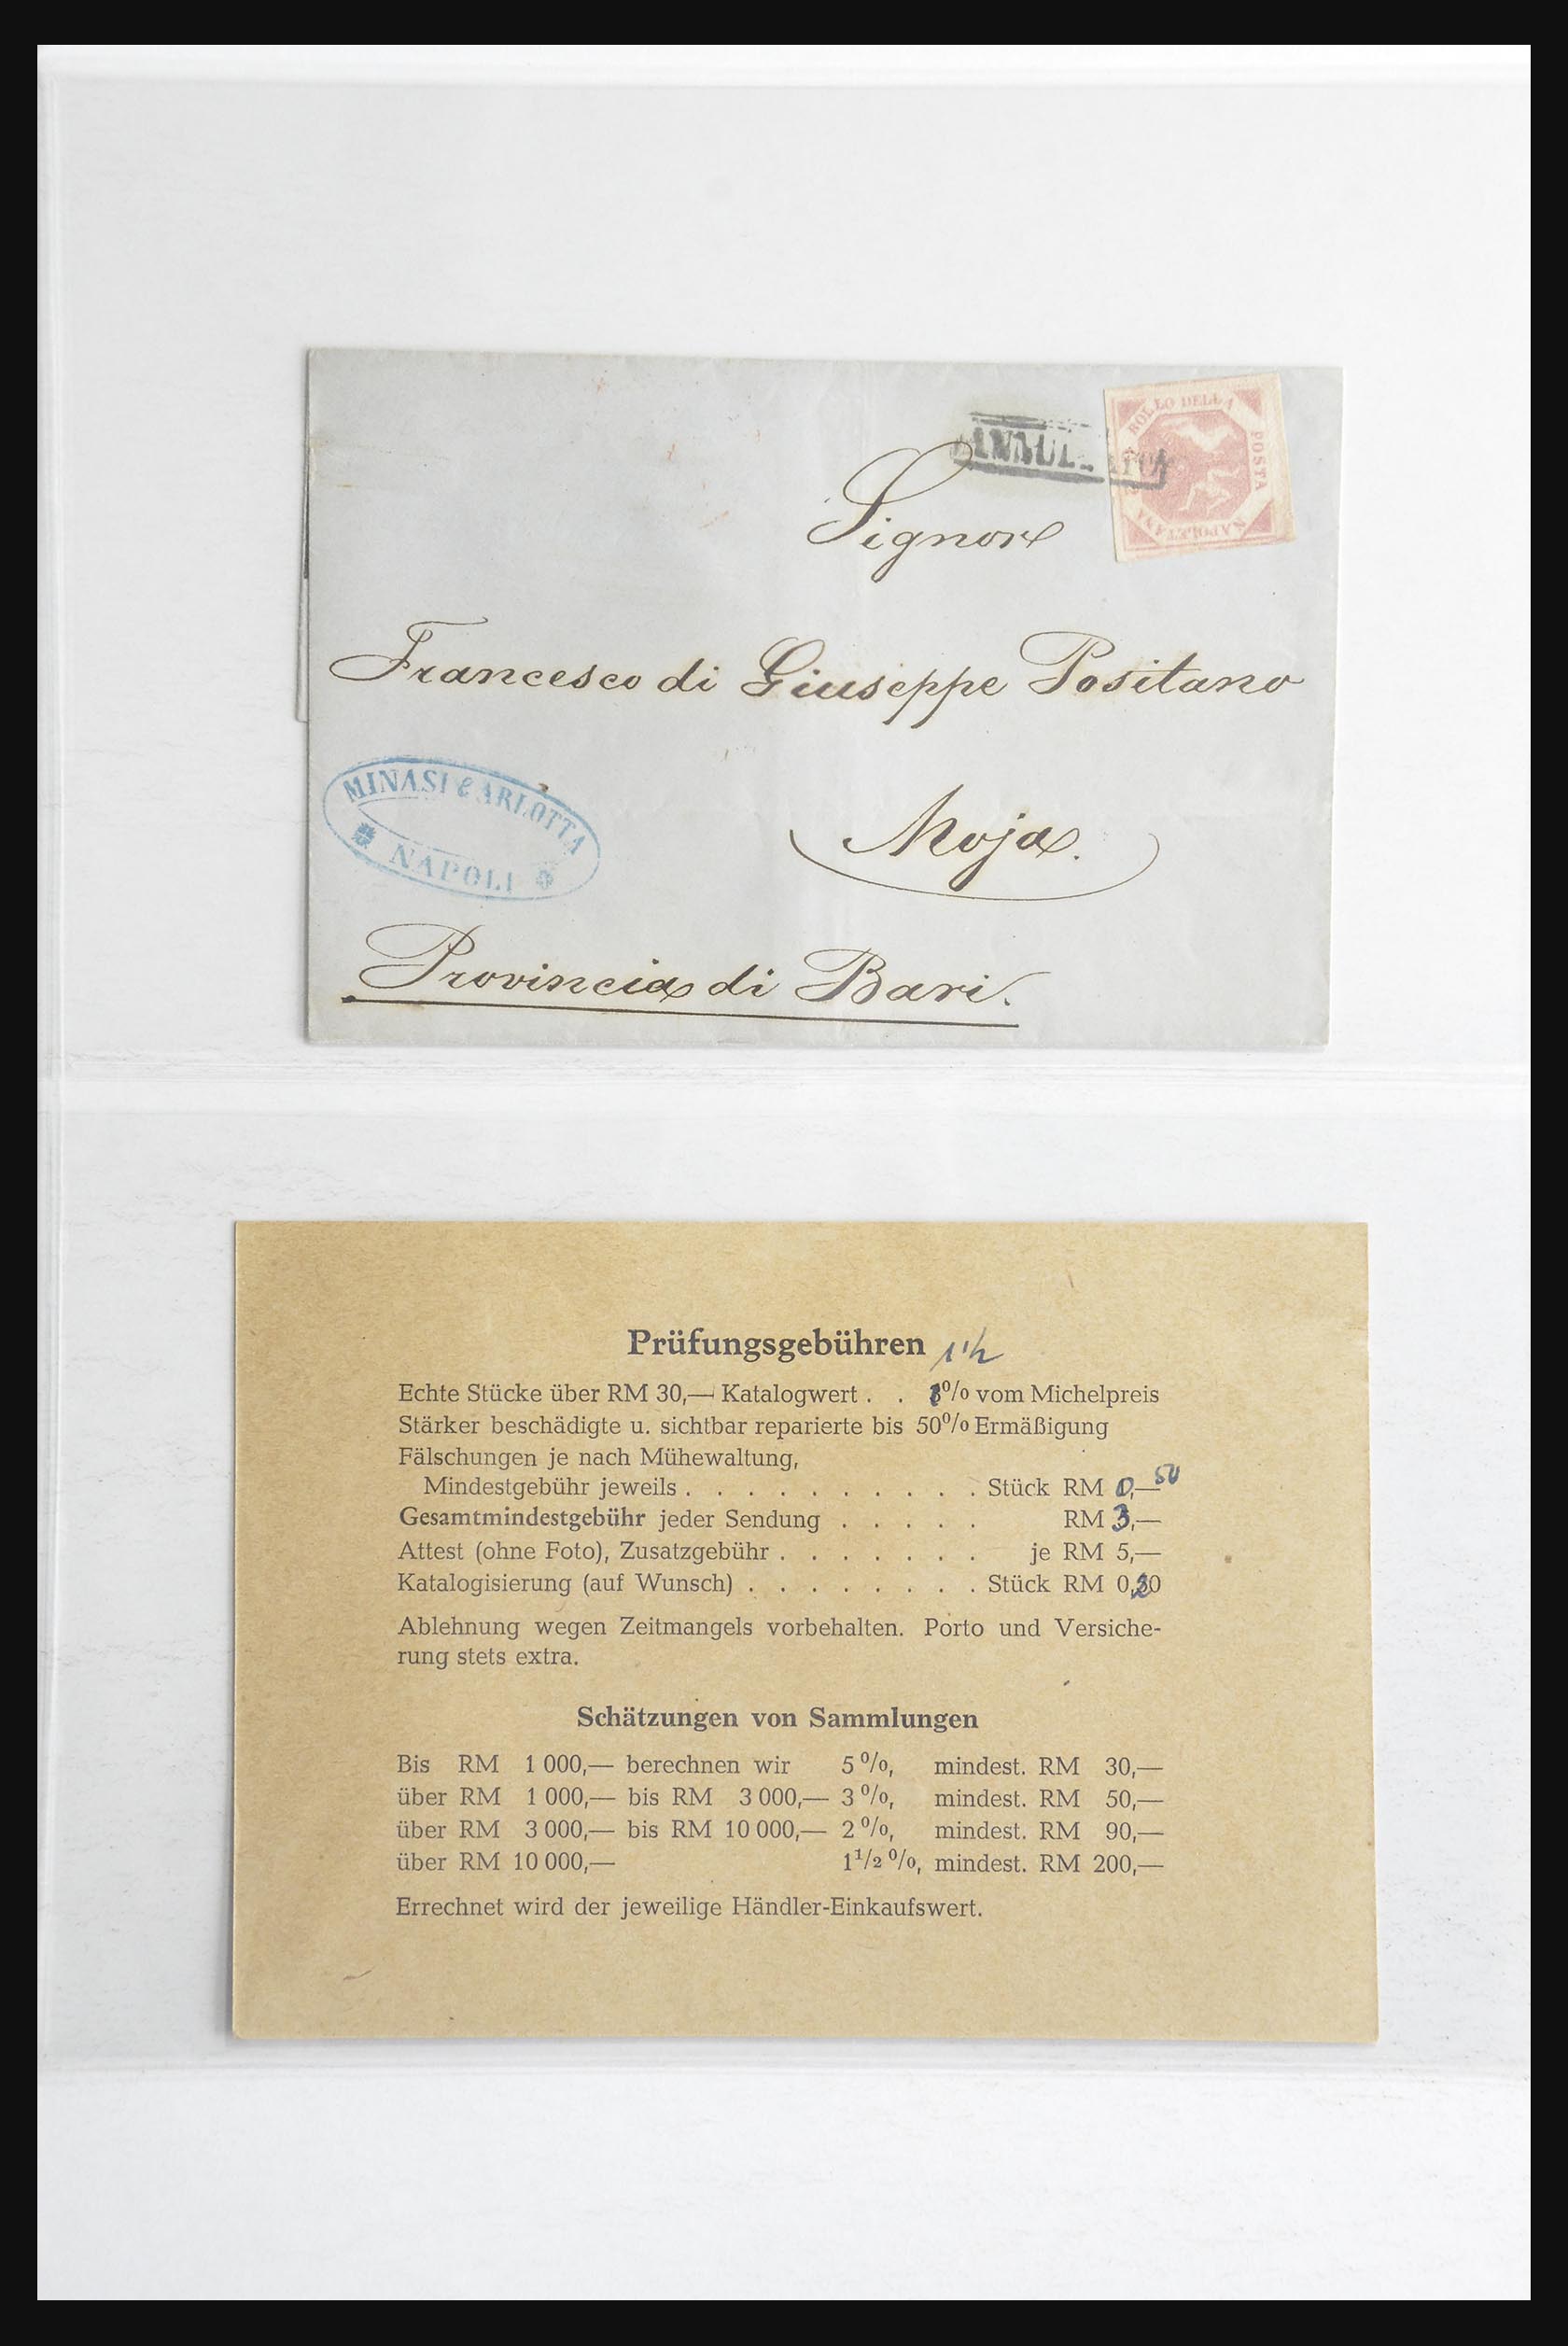 BOLLO DELLA
POSTA
NAPOLETANA
Signore
Francesco di Giuseppe Positano
MINASI & ARLOTTA
NAPOLI
Noja.
Provincia di Bari.
Prüfungsgebühren 1 1/2
Echte Stücke über RM 30,— Katalogwert . . % vom Michelpreis
Stärker beschädigte u. sichtbar reparierte bis 50% Ermäßigung
Fälschungen je nach Mühewaltung,
Mindestgebühr jeweils . . . . . . . . . . Stück RM 0,—50
Gesamtmindestgebühr jeder Sendung . . . . . RM 3,—
Attest (ohne Foto), Zusatzgebühr . . . . . . . je RM 5,—
Katalogisierung (auf Wunsch) . . . . . . . . Stück RM 0,20
Ablehnung wegen Zeitmangels vorbehalten. Porto und Versiche-
rung stets extra.
Schätzungen von Sammlungen
Bis RM 1 000,— berechnen wir 5 %, mindest. RM 30,—
über RM 1 000,— bis RM 3 000,— 3 %, mindest. RM 50,—
über RM 3 000,— bis RM 10 000,— 2 %, mindest. RM 90,—
über RM 10 000,— 1 1/2 %, mindest. RM 200,—
Errechnet wird der jeweilige Händler-Einkaufswert.